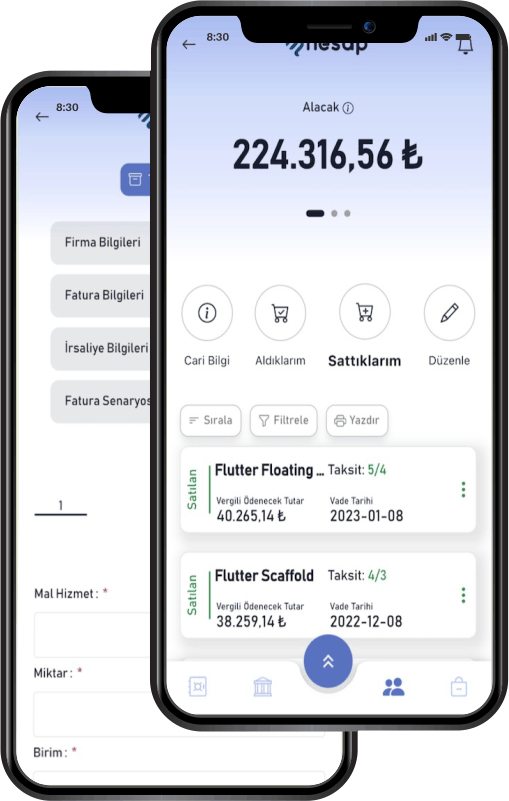 8:30
hesap
Alacak
224.316,56 ₺
Cari Bilgi
Aldıklarım
Sattıklarım
Düzenle
Sırala
Filtrele
Yazdır
Satılan
Flutter Floating ...
Taksit: 5/4
Vergili Ödenecek Tutar
40.265,14 ₺
Vade Tarihi
2023-01-08
Satılan
Flutter Scaffold
Taksit: 4/3
Vergili Ödenecek Tutar
38.259,14 ₺
Vade Tarihi
2022-12-08
8:30
Firma Bilgileri
Fatura Bilgileri
İrsaliye Bilgileri
Fatura Senaryos
1
Mal Hizmet: *
Miktar: *
Birim: *